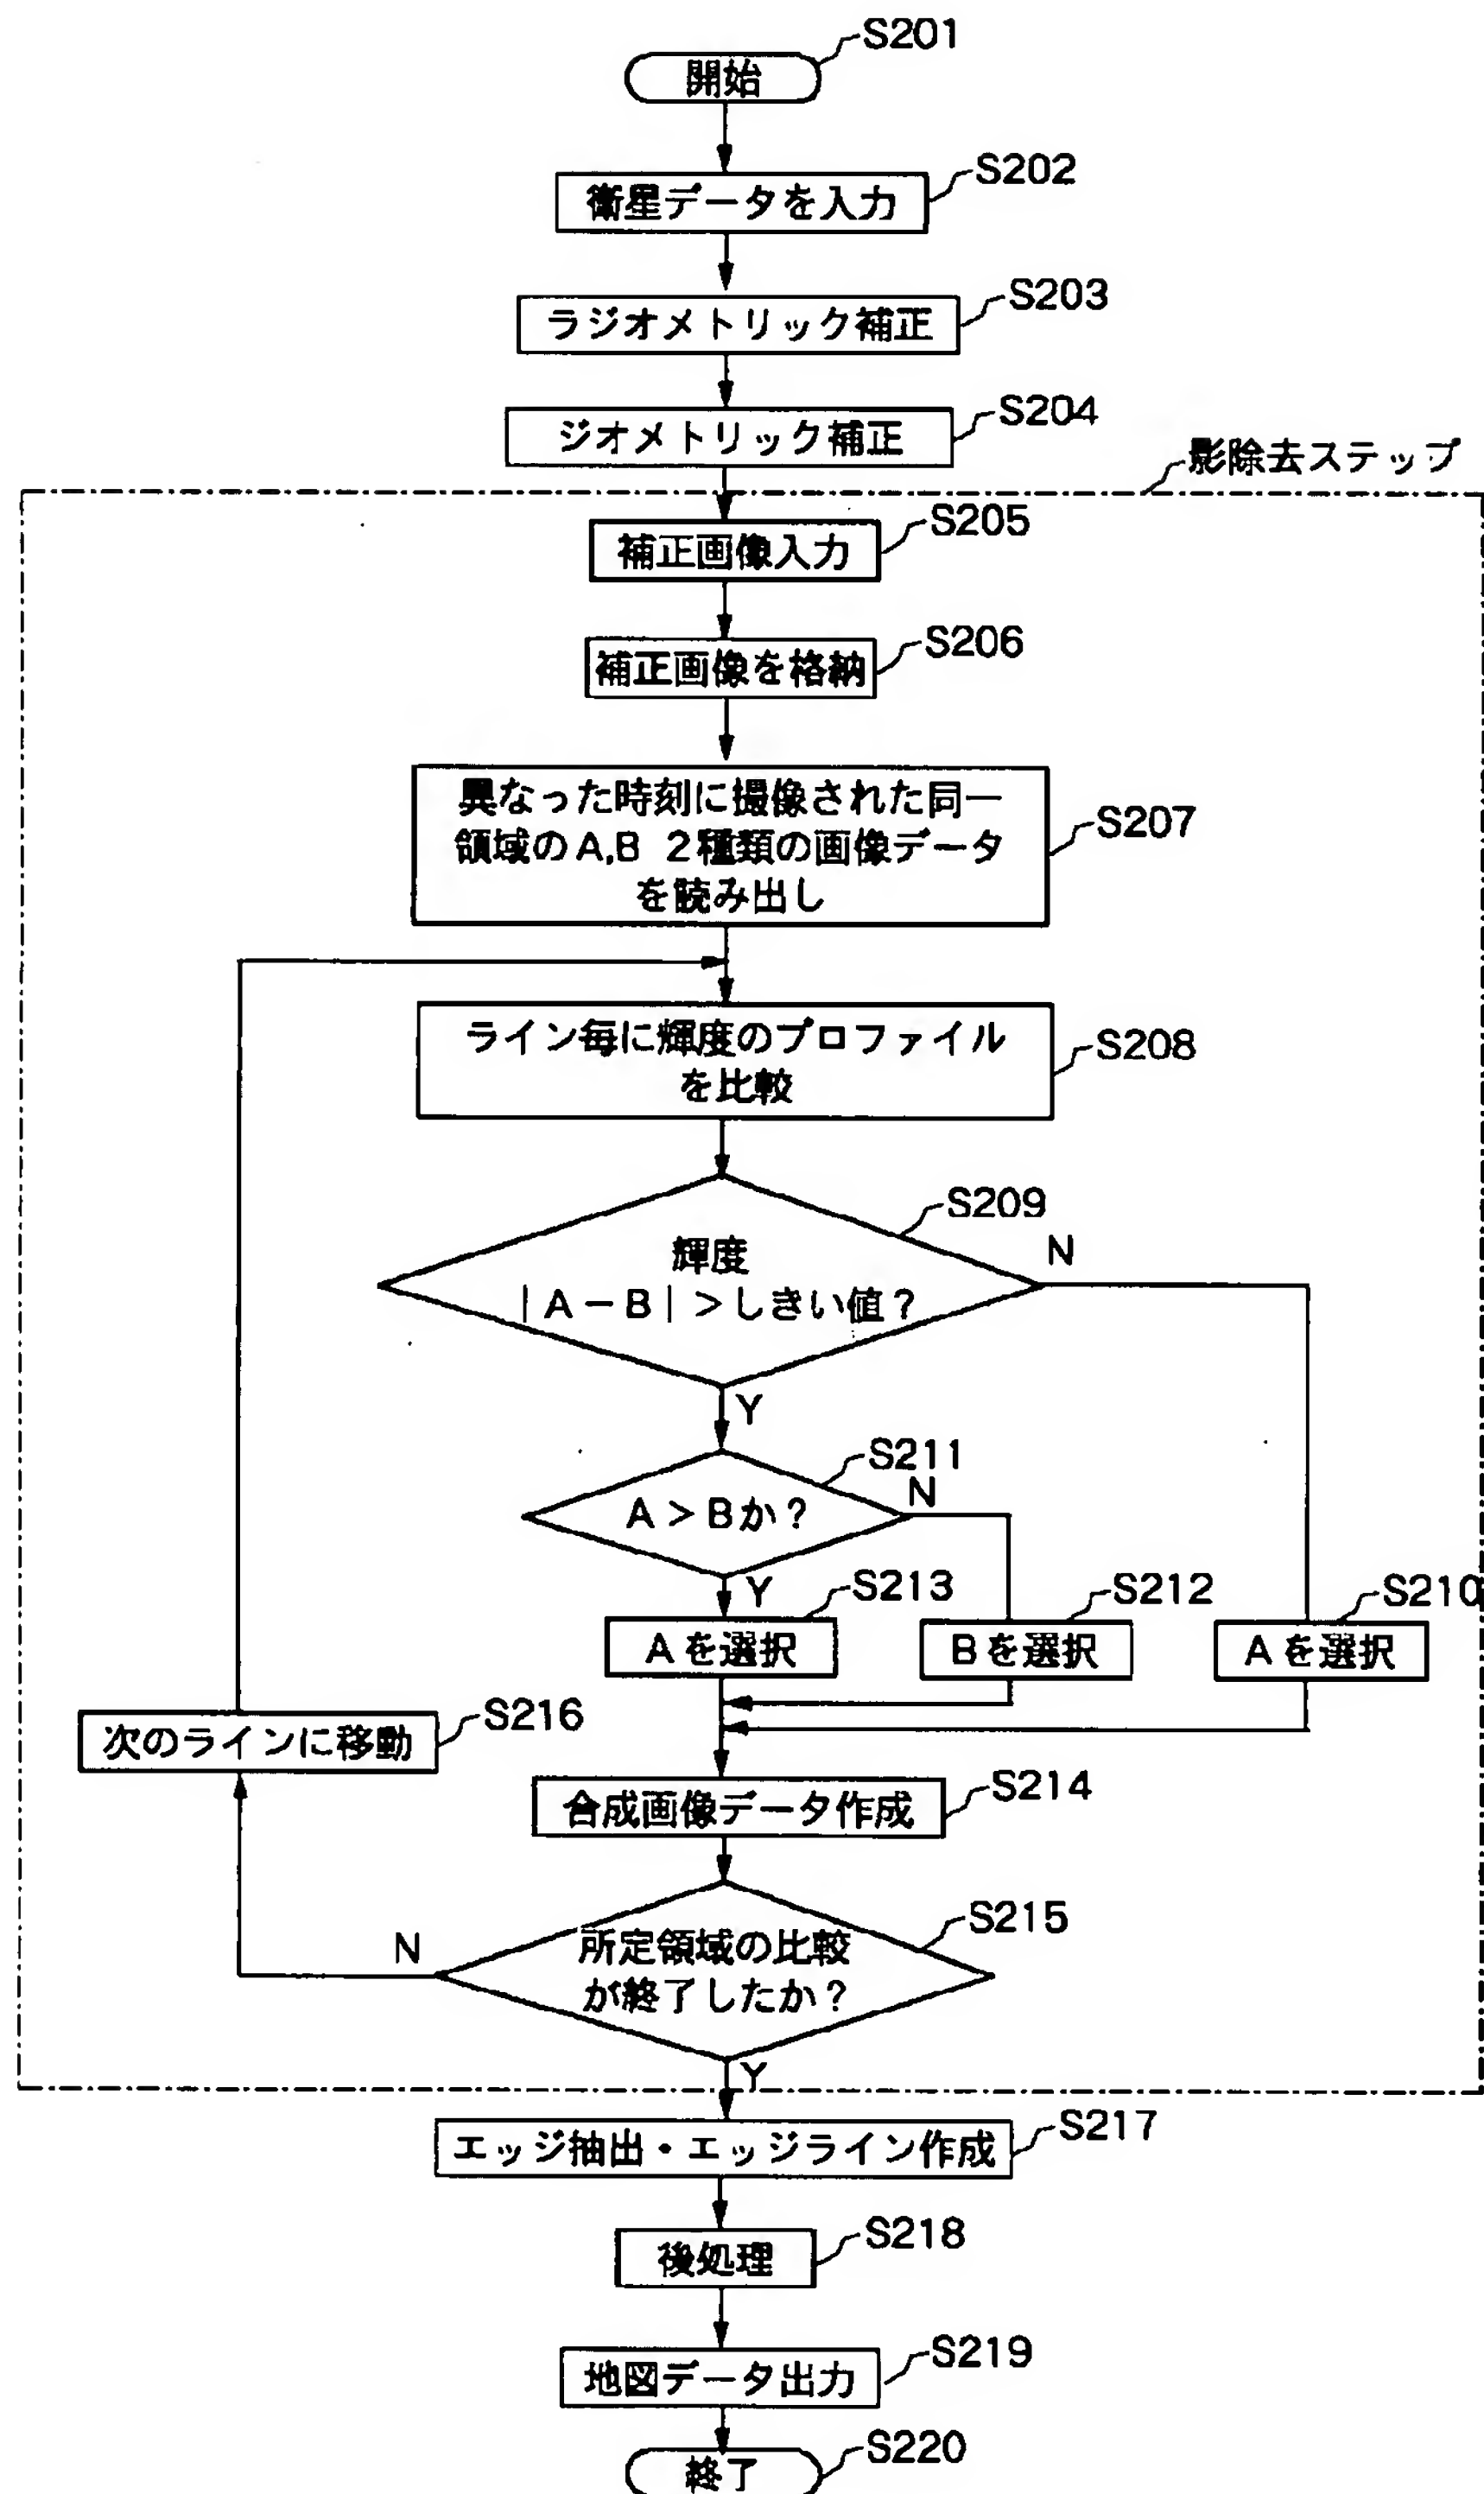 S201
開始
S202
衛星データを入力
S203
ラジオメトリック補正
S204
ジオメトリック補正
影除去ステップ
S205
補正画像入力
S206
補正画像を格納
異なった時刻に撮像された同一
領域のA,B 2種類の画像データ
を読み出し
S207
ライン毎に輝度のプロファイル
を比較
S208
S209
輝度
|A-B|>しきい値?
N
Y
S211
A>Bか?
N
Y
S213
Aを選択
S212
Bを選択
S210
Aを選択
S216
次のラインに移動
S214
合成画像データ作成
S215
所定領域の比較
が終了したか?
N
Y
S217
エッジ抽出・エッジライン作成
S218
後処理
S219
地図データ出力
S220
終了